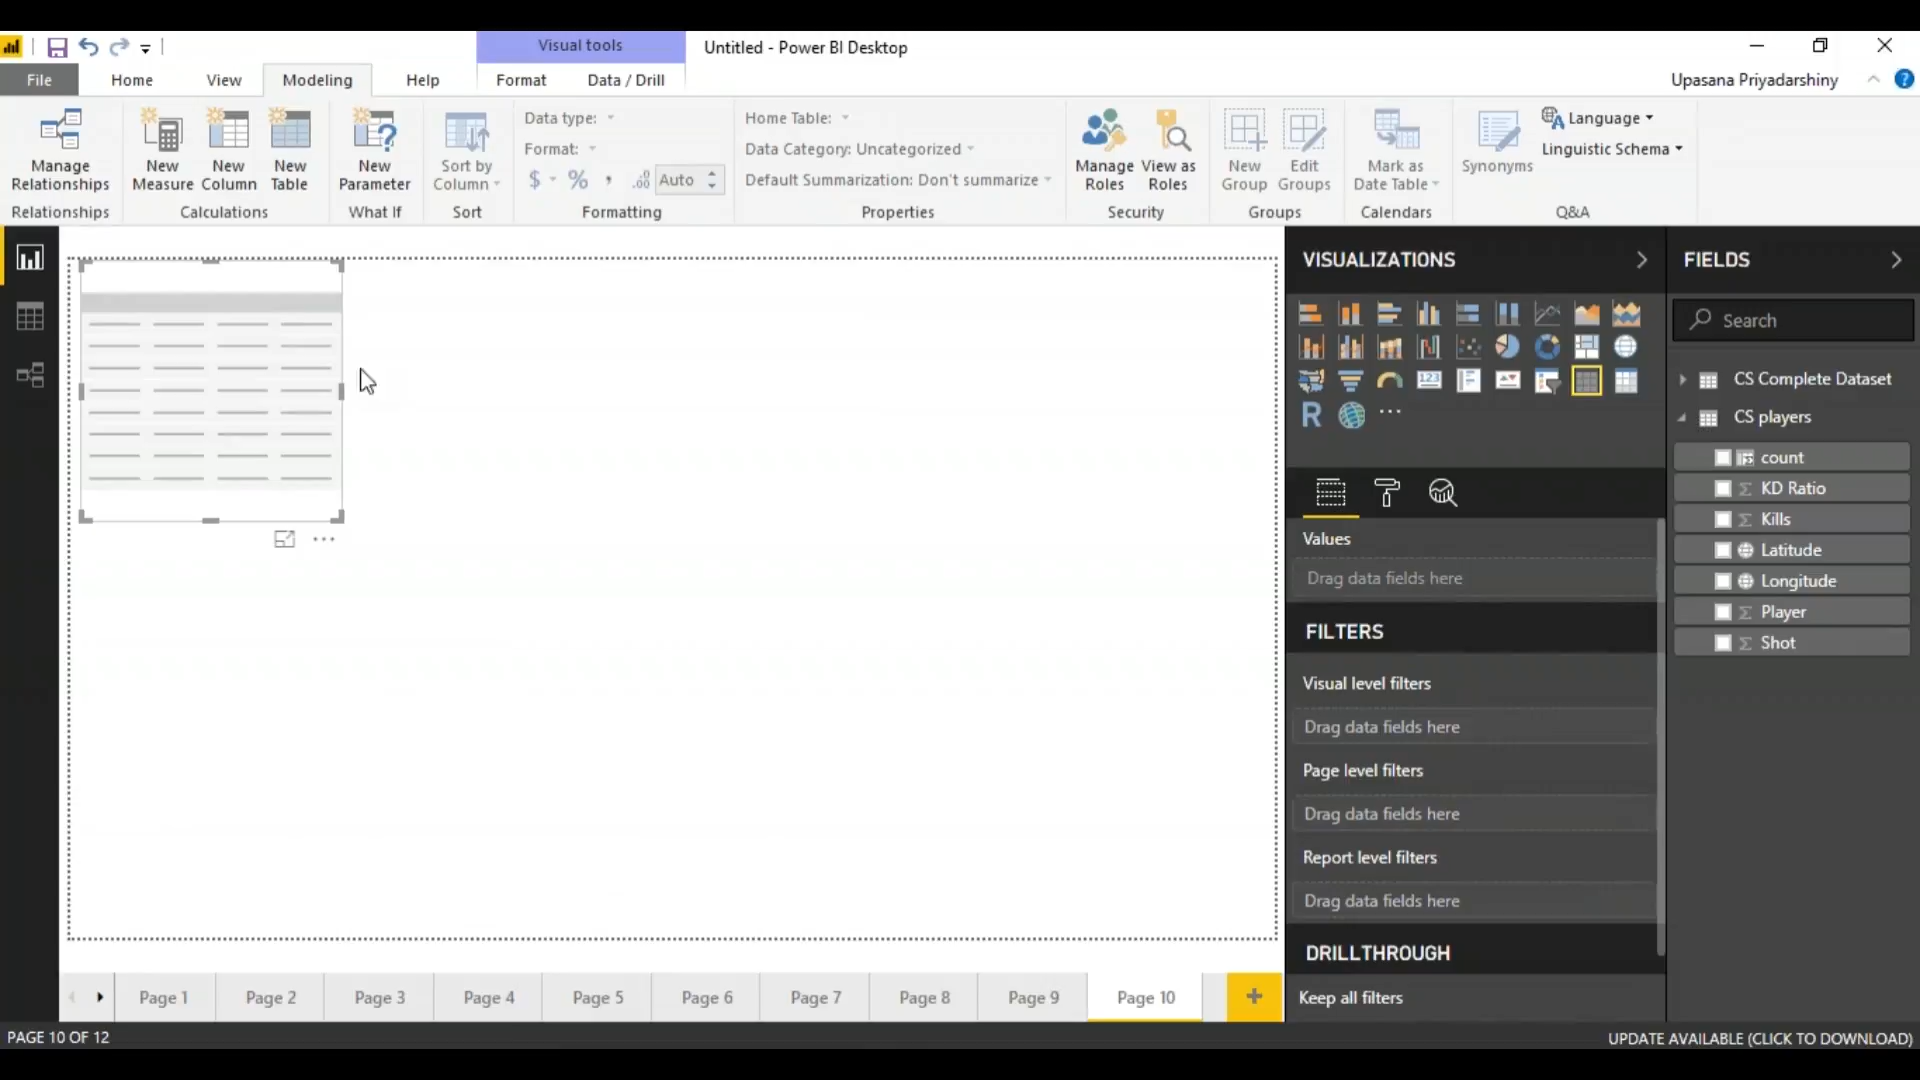 Visual tools
Untitled - Power BI Desktop
File
Home
View
Modeling
Help
Format
Data / Drill
Upasana Priyadarshiny
Manage Relationships
New Measure
New Column
New Table
New Parameter
Sort by Column
Data type:
Format:
$ % , .00 Auto
Home Table:
Data Category: Uncategorized
Default Summarization: Don't summarize
Manage Roles
View as Roles
New Group
Edit Groups
Mark as Date Table
Synonyms
Language
Linguistic Schema
Relationships
Calculations
What If
Sort
Formatting
Properties
Security
Groups
Calendars
Q&A
VISUALIZATIONS
123
R
Values
Drag data fields here
FILTERS
Visual level filters
Drag data fields here
Page level filters
Drag data fields here
Report level filters
Drag data fields here
DRILLTHROUGH
Keep all filters
FIELDS
Search
CS Complete Dataset
CS players
count
KD Ratio
Kills
Latitude
Longitude
Player
Shot
Page 1
Page 2
Page 3
Page 4
Page 5
Page 6
Page 7
Page 8
Page 9
Page 10
PAGE 10 OF 12
UPDATE AVAILABLE (CLICK TO DOWNLOAD)